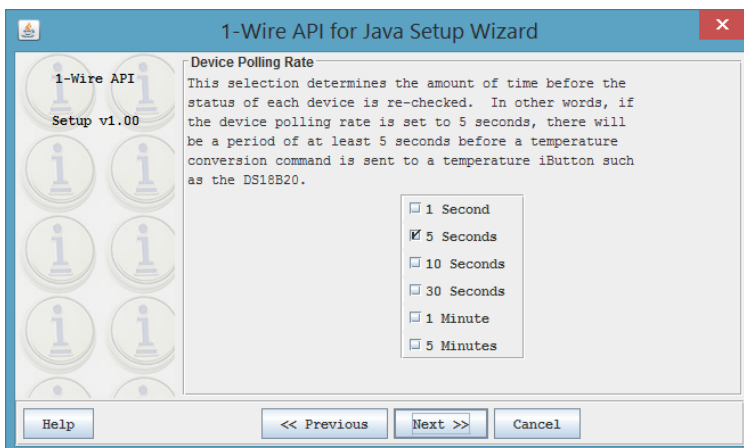 1-Wire API for Java Setup Wizard
1-Wire API
Setup v1.00
Device Polling Rate
This selection determines the amount of time before the
status of each device is re-checked. In other words, if
the device polling rate is set to 5 seconds, there will
be a period of at least 5 seconds before a temperature
conversion command is sent to a temperature iButton such
as the DS18B20.
1 Second
5 Seconds
10 Seconds
30 Seconds
1 Minute
5 Minutes
Help
<< Previous
Next >>
Cancel